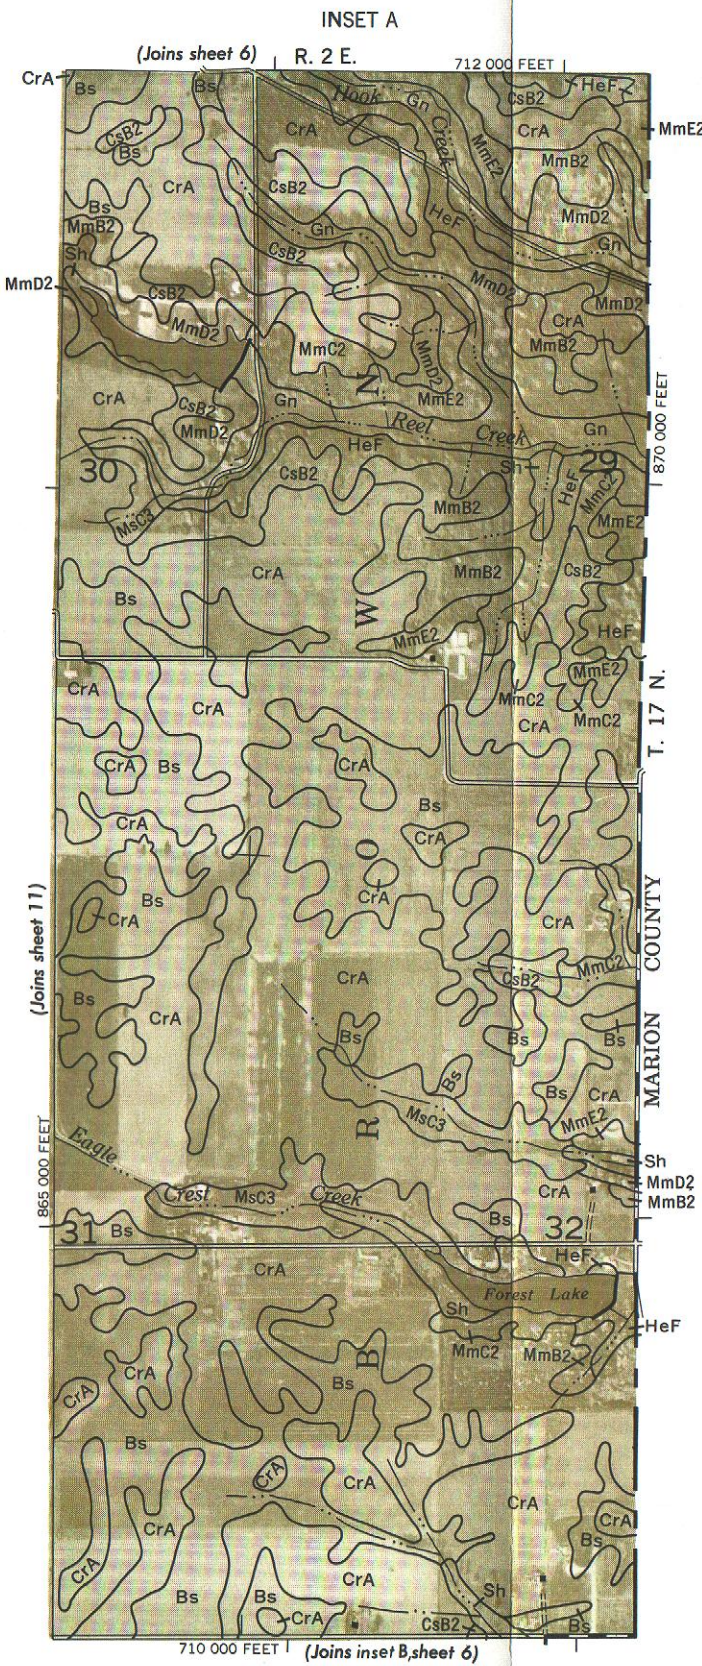 INSET A
(Joins sheet 6) R. 2 E. 712 000 FEET
CrA Bs Bs Hook Gn CsB2 HeF
CsB2 CrA Creek MmE2 CrA MmE2
Bs MmB2
CrA CsB2
Bs HeF MmD2
MmB2 Gn
Sh CsB2 Gn
MmD2 CsB2 MmD2 MmD2
MmD2 CrA
MmC2 MmB2
MmD2
N
CrA CsB2 Gn MmE2
MmD2 Reel Creek Gn
HeF 870 000 FEET
30 CsB2 Sh HeF 29
MmC2
MsC3 MmB2 MmE2
CrA MmB2 CsB2
Bs
W
MmE2 HeF
CrA CrA MmC2 MmE2
MmC2 T. 17 N.
CrA
CrA Bs CrA
Bs
CrA CrA
O
Bs CrA
CrA CrA
(Joins sheet 11) COUNTY
CrA CsB2 MmC2
Bs CrA
Bs Bs Bs
Bs Bs CrA
MARION
MsC3 MmE2
R
Eagle Sh
865 000 FEET CrA MmD2
Crest MsC3 Creek MmB2
31 Bs Bs 32
HeF
CrA
Forest Lake
Sh
HeF
MmC2 MmB2
B
CrA Bs
CrA
Bs
CrA CrA
CrA CrA
CrA Bs
CrA CrA
Bs Bs Sh
CrA CsB2 Bs
710 000 FEET (Joins inset B, sheet 6)